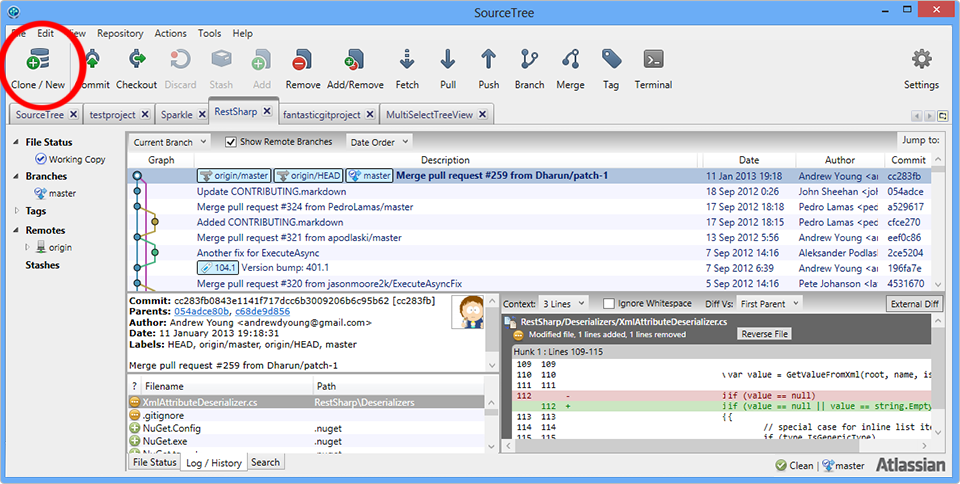 SourceTree
File Edit View Repository Actions Tools Help
Clone / New Commit Checkout Discard Stash Add Remove Add/Remove Fetch Pull Push Branch Merge Tag Terminal Settings
SourceTree testproject Sparkle RestSharp fantasticgitproject MultiSelectTreeView
File Status
Working Copy
Branches
master
Tags
Remotes
origin
Stashes
Current Branch Show Remote Branches Date Order Jump to:
Graph Description Date Author Commit
origin/master origin/HEAD master Merge pull request #259 from Dharun/patch-1 11 Jan 2013 19:18 Andrew Young <an cc283fb
Update CONTRIBUTING.markdown 18 Sep 2012 0:26 John Sheehan <joh 054adce
Merge pull request #324 from PedroLamas/master 17 Sep 2012 18:18 Pedro Lamas <ped a529617
Added CONTRIBUTING.markdown 17 Sep 2012 18:15 Pedro Lamas <ped cfce270
Merge pull request #321 from apodlaski/master 13 Sep 2012 5:56 Andrew Young <an eef0c86
Another fix for ExecuteAsync 7 Sep 2012 14:16 Aleksander Podlas 2ce5204
104.1 Version bump: 401.1 7 Sep 2012 6:39 Andrew Young <an 196fa7e
Merge pull request #320 from jasonmoore2k/ExecuteAsyncFix 7 Sep 2012 6:30 Pete Johanson <la 4531670
Commit: cc283fb0843e1141f717dcc6b3009206b6c95b62 [cc283fb]
Parents: 054adce80b, c68de9d856
Author: Andrew Young <andrewdyoung@gmail.com>
Date: 11 January 2013 19:18:31
Labels: HEAD, origin/master, origin/HEAD, master
Merge pull request #259 from Dharun/patch-1
? Filename Path
XmlAttributeDeserializer.cs RestSharp\Deserializers
.gitignore
NuGet.Config .nuget
NuGet.exe .nuget
NuGet.targets .nuget
File Status Log / History Search
Context: 3 Lines Ignore Whitespace Diff Vs: First Parent External Diff
RestSharp/Deserializers/XmlAttributeDeserializer.cs
Modified file, 1 lines added, 1 lines removed Reverse File
Hunk 1 : Lines 109-115
109 109
110 110 var value = GetValueFromXml(root, name, is
111 111
112 - if (value == null)
112 + if (value == null || value == string.Empty
113 113 {
114 114 // special case for inline list ite
115 115 if (type.IsGenericType)
Clean | master Atlassian